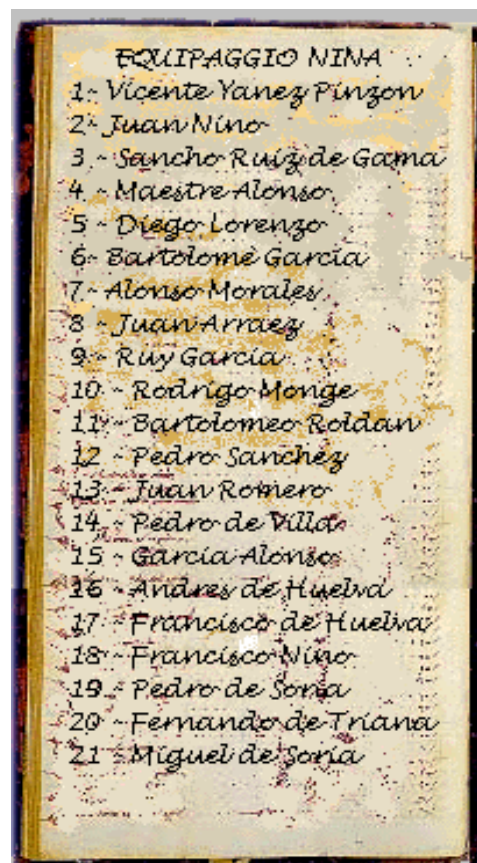 EQUIPAGGIO NINA
1~ Vicente Yanez Pinzon
2~ Juan Nino
3 ~ Sancho Ruiz de Gama
4 ~ Maestre Alonso
5 ~ Diego Lorenzo
6~ Bartolomè Garcia
7~ Alonso Morales
8 ~ Juan Arraez
9 ~ Ruy Garcia
10 ~ Rodrigo Monge
11 ~ Bartolomeo Roldan
12 ~ Pedro Sanchez
13 ~ Juan Romero
14 ~ Pedro de Villa
15 ~ Garcia Alonso
16 ~ Andres de Huelva
17 ~ Francisco de Huelva
18 ~ Francisco Nino
19 ~ Pedro de Soria
20 ~ Fernando de Triana
21 ~ Miguel de Soria